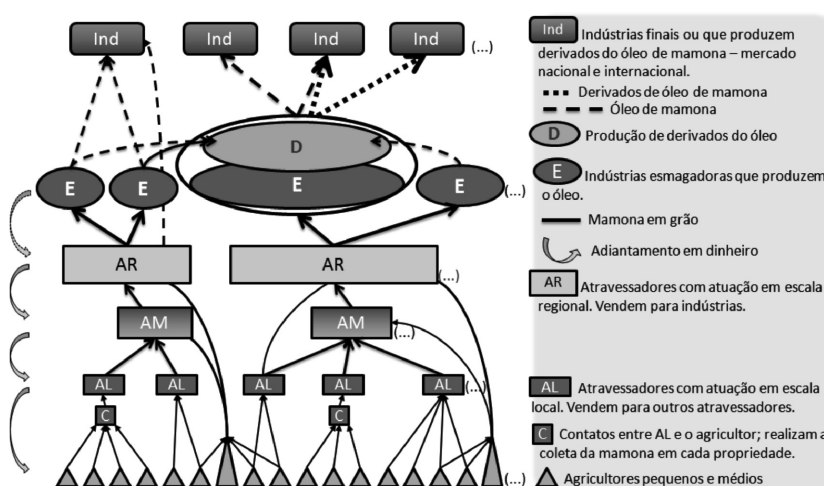 Ind Ind Ind Ind (...)
D
E E E E (...)
AR AR (...)
AM AM (...)
AL AL AL AL AL (...)
C C
(...)
Ind Indústrias finais ou que produzem
derivados do óleo de mamona – mercado
nacional e internacional.
Derivados de óleo de mamona
Óleo de mamona
D Produção de derivados do óleo
E Indústrias esmagadoras que produzem
o óleo.
Mamona em grão
Adiantamento em dinheiro
AR Atravessadores com atuação em escala
regional. Vendem para indústrias.
AL Atravessadores com atuação em escala
local. Vendem para outros atravessadores.
C Contatos entre AL e o agricultor; realizam a
coleta da mamona em cada propriedade.
Agricultores pequenos e médios